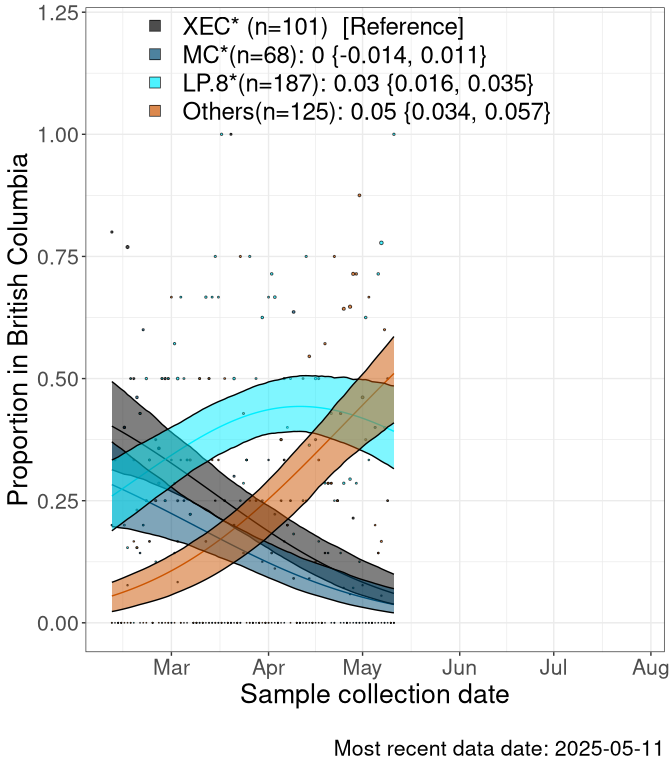 XEC* (n=101) [Reference]
MC*(n=68): 0 {-0.014, 0.011}
LP.8*(n=187): 0.03 {0.016, 0.035}
Others(n=125): 0.05 {0.034, 0.057}
1.25
1.00
0.75
0.50
0.25
0.00
Proportion in British Columbia
Mar Apr May Jun Jul Aug
Sample collection date
Most recent data date: 2025-05-11